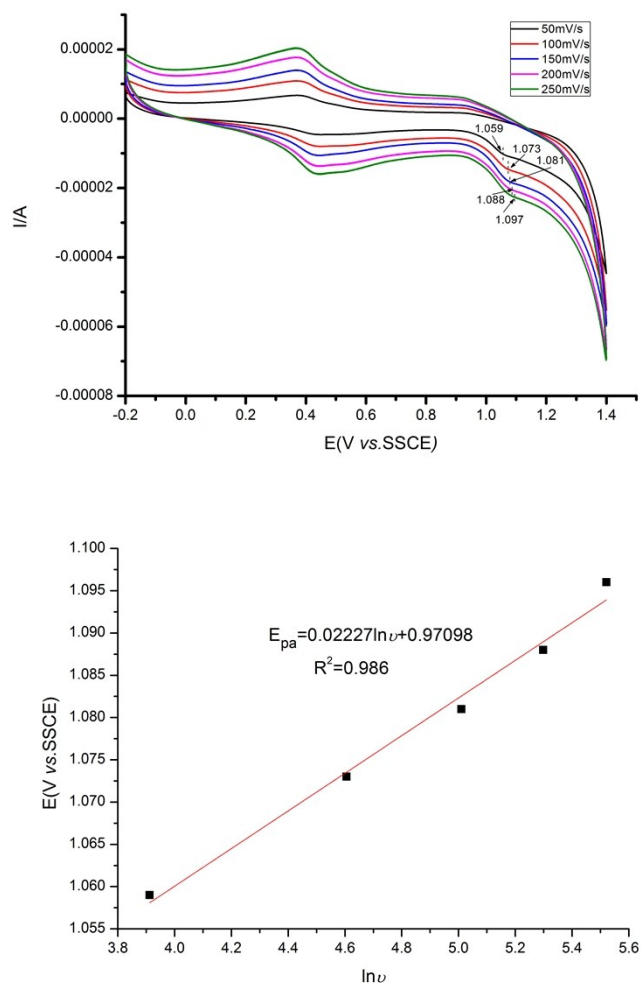 50mV/s
100mV/s
150mV/s
200mV/s
250mV/s
0.00002
0.00000
-0.00002
-0.00004
-0.00006
-0.00008
I/A
1.059
1.073
1.081
1.088
1.097
-0.2 0.0 0.2 0.4 0.6 0.8 1.0 1.2 1.4
E(V vs.SSCE)
1.100
1.095
1.090
1.085
1.080
1.075
1.070
1.065
1.060
1.055
E(V vs.SSCE)
E_pa=0.02227lnυ+0.97098
R²=0.986
3.8 4.0 4.2 4.4 4.6 4.8 5.0 5.2 5.4 5.6
lnυ